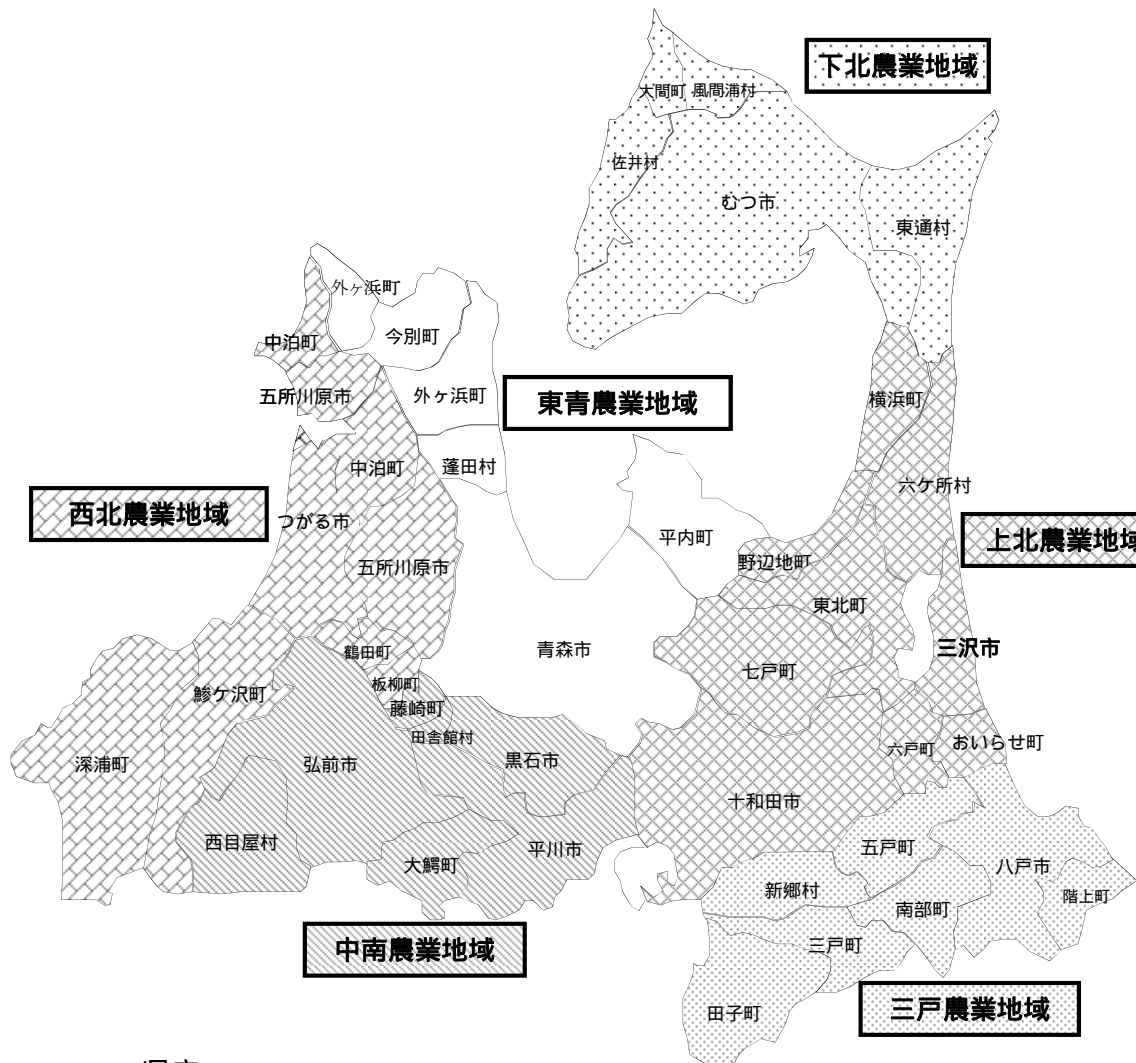 下北農業地域
大間町
風間浦村
佐井村
むつ市
東通村
外ヶ浜町
中泊町
今別町
五所川原市
外ヶ浜町
東青農業地域
横浜町
中泊町
蓬田村
六ケ所村
西北農業地域
つがる市
平内町
上北農業地域
野辺地町
五所川原市
東北町
鶴田町
青森市
三沢市
七戸町
板柳町
鰺ケ沢町
藤崎町
田舎館村
おいらせ町
六戸町
深浦町
弘前市
黒石市
十和田市
西目屋村
大鰐町
平川市
五戸町
八戸市
新郷村
階上町
南部町
中南農業地域
三戸町
三戸農業地域
田子町